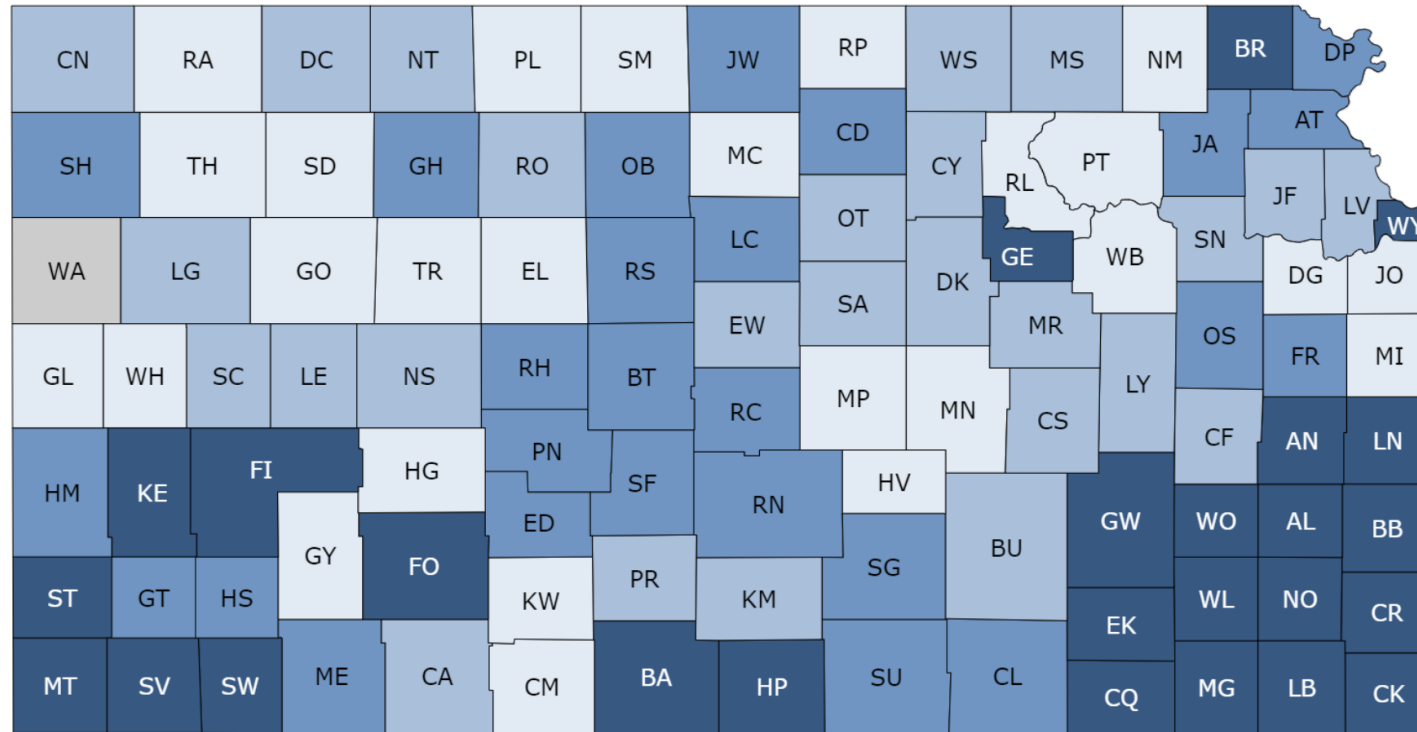 CN RA DC NT PL SM JW RP WS MS NM BR DP
SH TH SD GH RO OB MC CD CY RL PT JA AT
JF LV WY
WA LG GO TR EL RS LC OT DK GE WB SN DG JO
EW SA MR OS FR MI
GL WH SC LE NS RH BT RC MP MN CS LY CF AN LN
HM KE FI HG PN SF RN HV BU GW WO AL BB
ED
ST GT HS GY FO KW PR KM SG EK WL NO CR
MT SV SW ME CA CM BA HP SU CL CQ MG LB CK